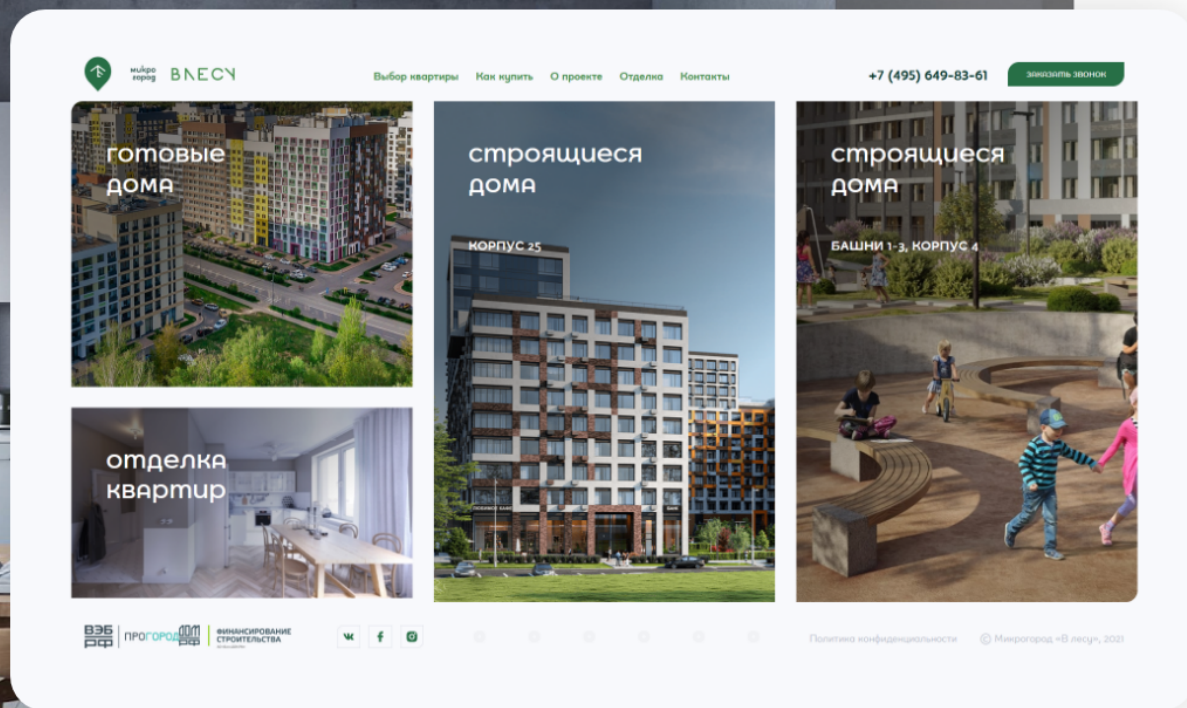 микро
город
ВЛЕСУ
Выбор квартиры Как купить О проекте Отделка Контакты
+7 (495) 649-83-61
ЗАКАЗАТЬ ЗВОНОК
готовые
дома
строящиеся
дома
КОРПУС 25
строящиеся
дома
БАШНИ 1-3, КОРПУС 4
отделка
квартир
ВЭБ
РФ
ПРОГОРОД
ДОМ
РФ
ФИНАНСИРОВАНИЕ
СТРОИТЕЛЬСТВА
Политика конфиденциальности
© Микрогород «В лесу», 2021